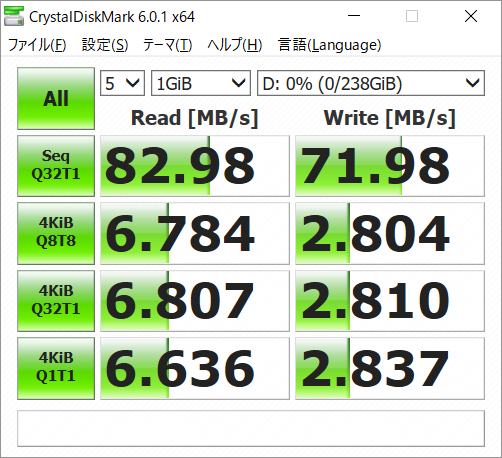 CrystalDiskMark 6.0.1 x64
ファイル(F) 設定(S) テーマ(T) ヘルプ(H) 言語(Language)
All 5 1GiB D: 0% (0/238GiB)
Read [MB/s] Write [MB/s]
Seq
Q32T1 82.98 71.98
4KiB
Q8T8 6.784 2.804
4KiB
Q32T1 6.807 2.810
4KiB
Q1T1 6.636 2.837